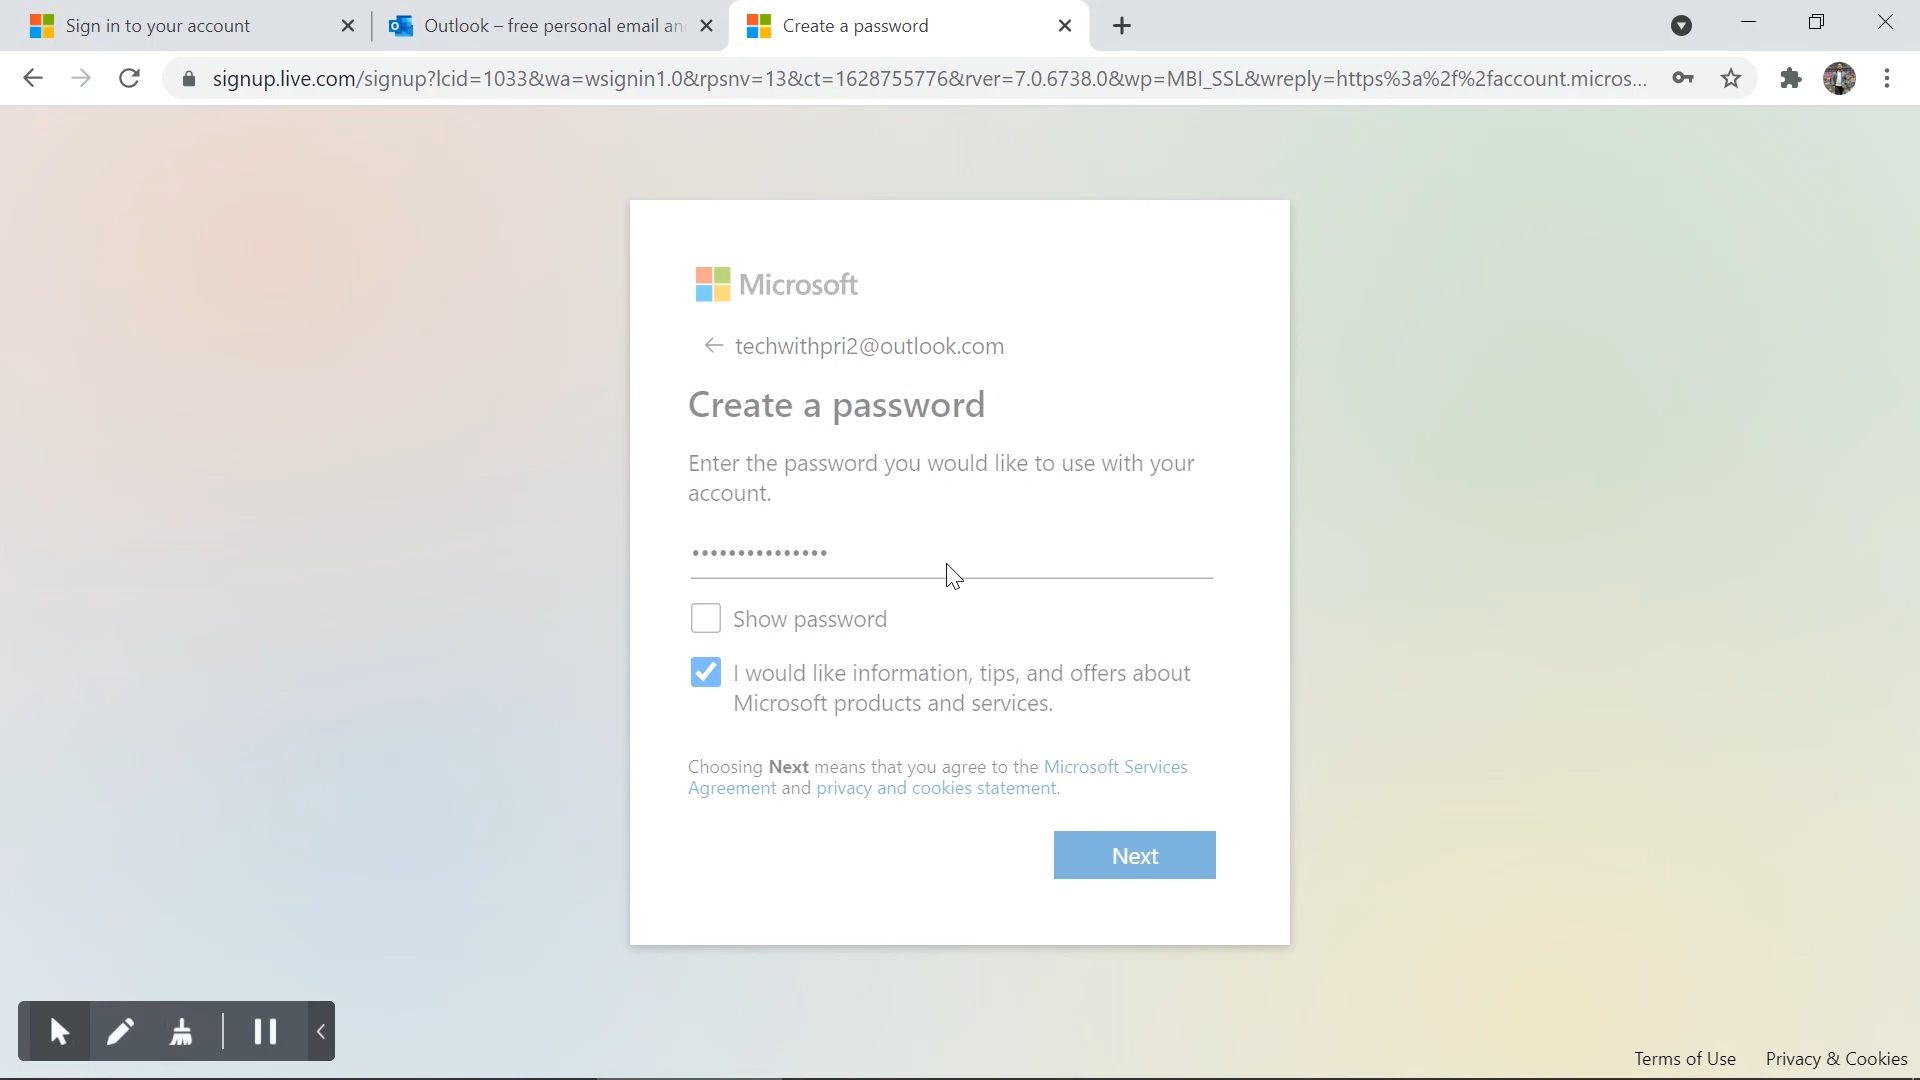 Sign in to your account
Outlook – free personal email an
Create a password
signup.live.com/signup?lcid=1033&wa=wsignin1.0&rpsnv=13&ct=1628755776&rver=7.0.6738.0&wp=MBI_SSL&wreply=https%3a%2f%2faccount.micros...
Microsoft
techwithpri2@outlook.com
Create a password
Enter the password you would like to use with your
account.
Show password
I would like information, tips, and offers about
Microsoft products and services.
Choosing Next means that you agree to the Microsoft Services
Agreement and privacy and cookies statement.
Next
Terms of Use
Privacy & Cookies